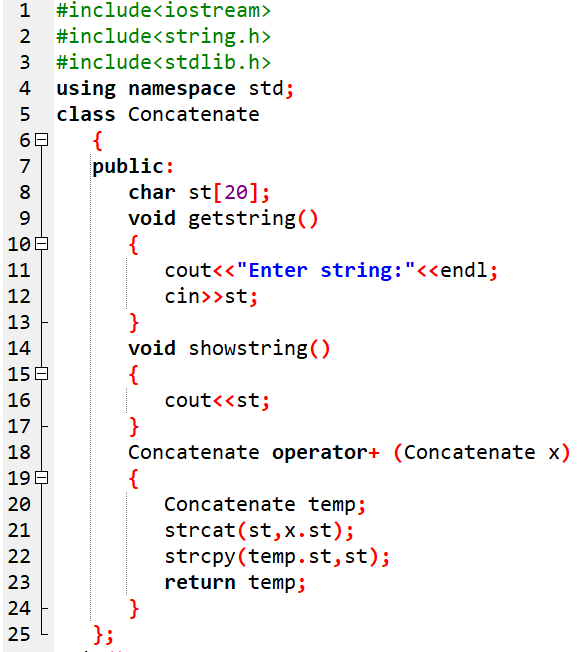 1 #include<iostream>
2 #include<string.h>
3 #include<stdlib.h>
4 using namespace std;
5 class Concatenate
6 {
7 public:
8 char st[20];
9 void getstring()
10 {
11 cout<<"Enter string:"<<endl;
12 cin>>st;
13 }
14 void showstring()
15 {
16 cout<<st;
17 }
18 Concatenate operator+ (Concatenate x)
19 {
20 Concatenate temp;
21 strcat(st,x.st);
22 strcpy(temp.st,st);
23 return temp;
24 }
25 };